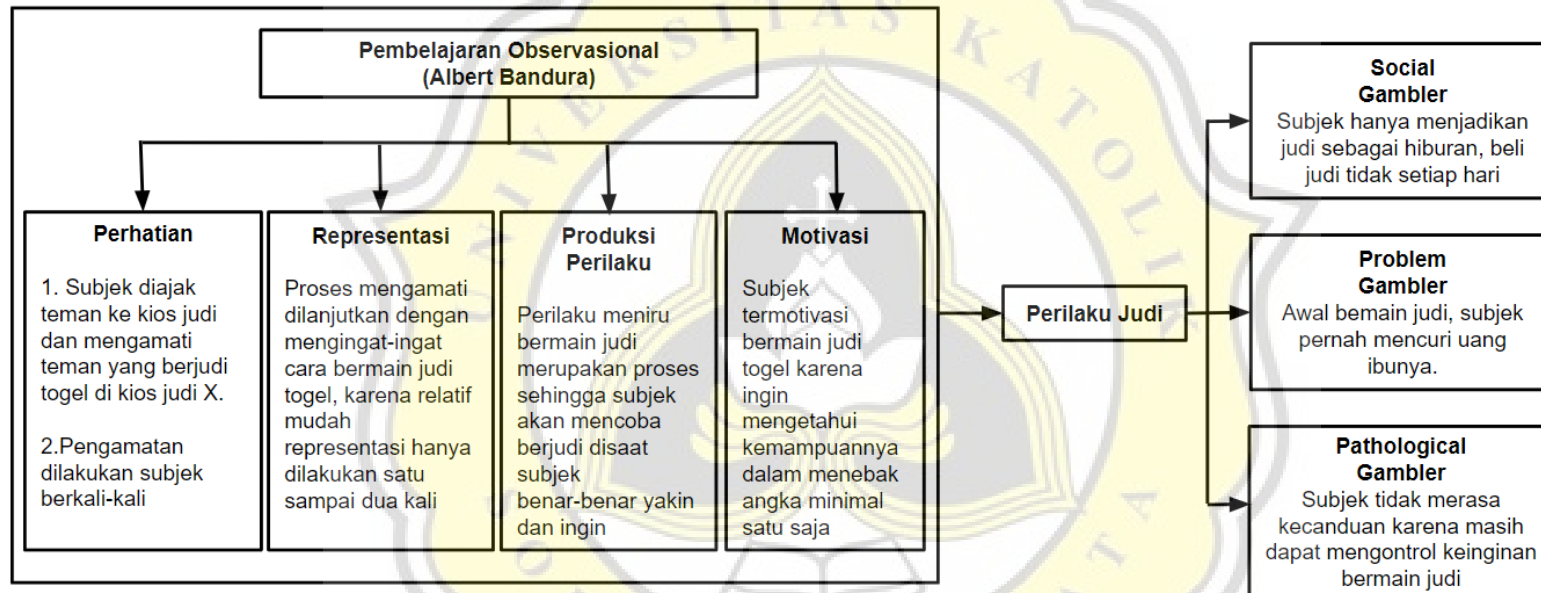 Pembelajaran Observasional
(Albert Bandura)
Perhatian
1. Subjek diajak
teman ke kios judi
dan mengamati
teman yang berjudi
togel di kios judi X.
2.Pengamatan
dilakukan subjek
berkali-kali
Representasi
Proses mengamati
dilanjutkan dengan
mengingat-ingat
cara bermain judi
togel, karena relatif
mudah
representasi hanya
dilakukan satu
sampai dua kali
Produksi
Perilaku
Perilaku meniru
bermain judi
merupakan proses
sehingga subjek
akan mencoba
berjudi disaat
subjek
benar-benar yakin
dan ingin
Motivasi
Subjek
termotivasi
bermain judi
togel karena
ingin
mengetahui
kemampuannya
dalam menebak
angka minimal
satu saja
Perilaku Judi
Social
Gambler
Subjek hanya menjadikan
judi sebagai hiburan, beli
judi tidak setiap hari
Problem
Gambler
Awal bemain judi, subjek
pernah mencuri uang
ibunya.
Pathological
Gambler
Subjek tidak merasa
kecanduan karena masih
dapat mengontrol keinginan
bermain judi